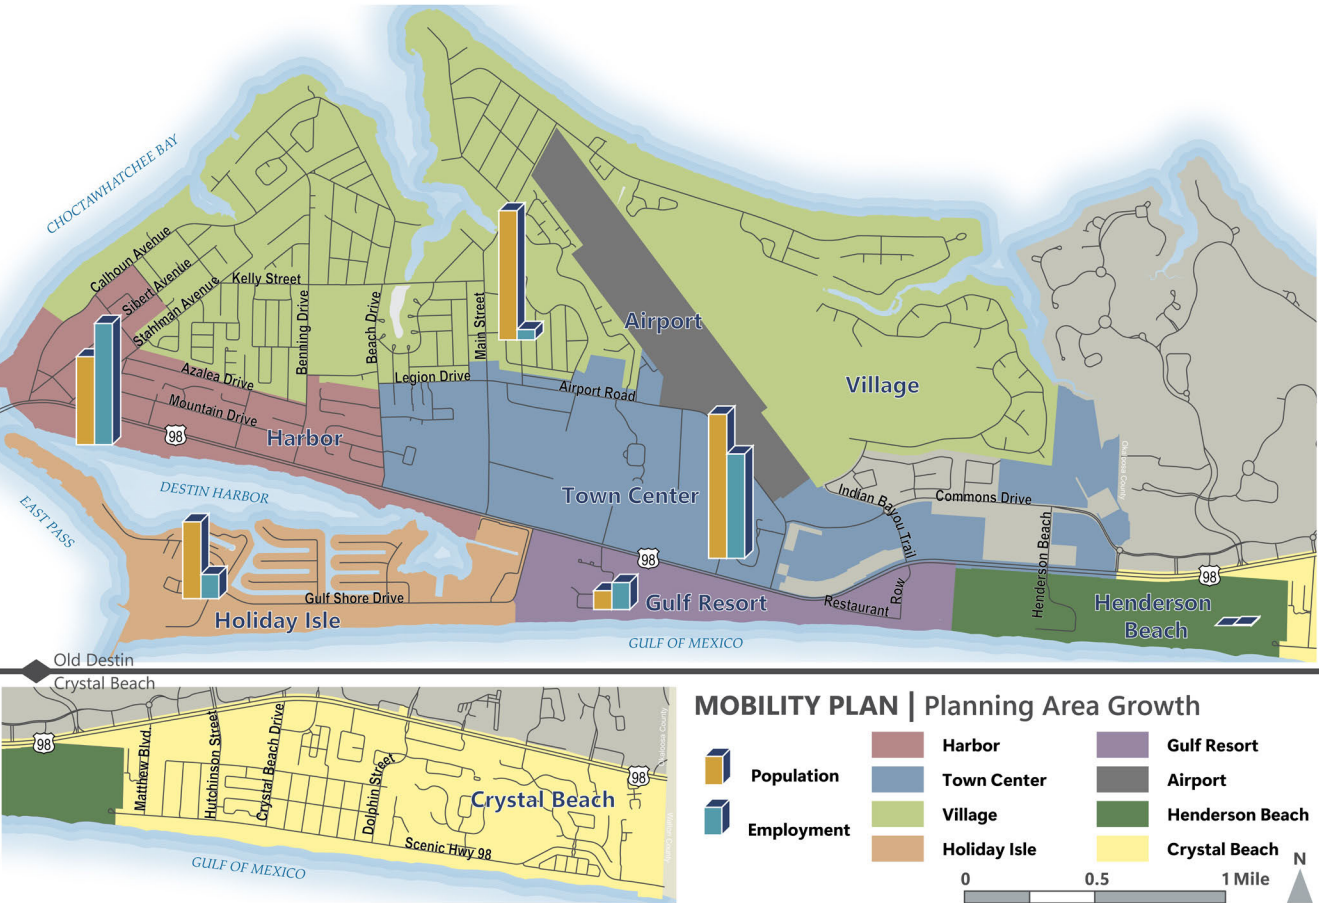 CHOCTAWHATCHEE BAY
Calhoun Avenue
Sibert Avenue
Stahlman Avenue
Kelly Street
Benning Drive
Beach Drive
Main Street
Airport
Village
Azalea Drive
Legion Drive
Airport Road
Mountain Drive
98
Harbor
DESTIN HARBOR
EAST PASS
Town Center
Indian Bayou Trail
Commons Drive
Okaloosa County
Henderson Beach
98
98
Gulf Shore Drive
Holiday Isle
Gulf Resort
Restaurant Row
Henderson
Beach
GULF OF MEXICO
Old Destin
Crystal Beach
98
Matthew Blvd.
Hutchinson Street
Crystal Beach Drive
Dolphin Street
98
Crystal Beach
Scenic Hwy 98
GULF OF MEXICO
MOBILITY PLAN | Planning Area Growth
Population
Employment
Harbor
Town Center
Village
Holiday Isle
Gulf Resort
Airport
Henderson Beach
Crystal Beach
0 0.5 1 Mile
N